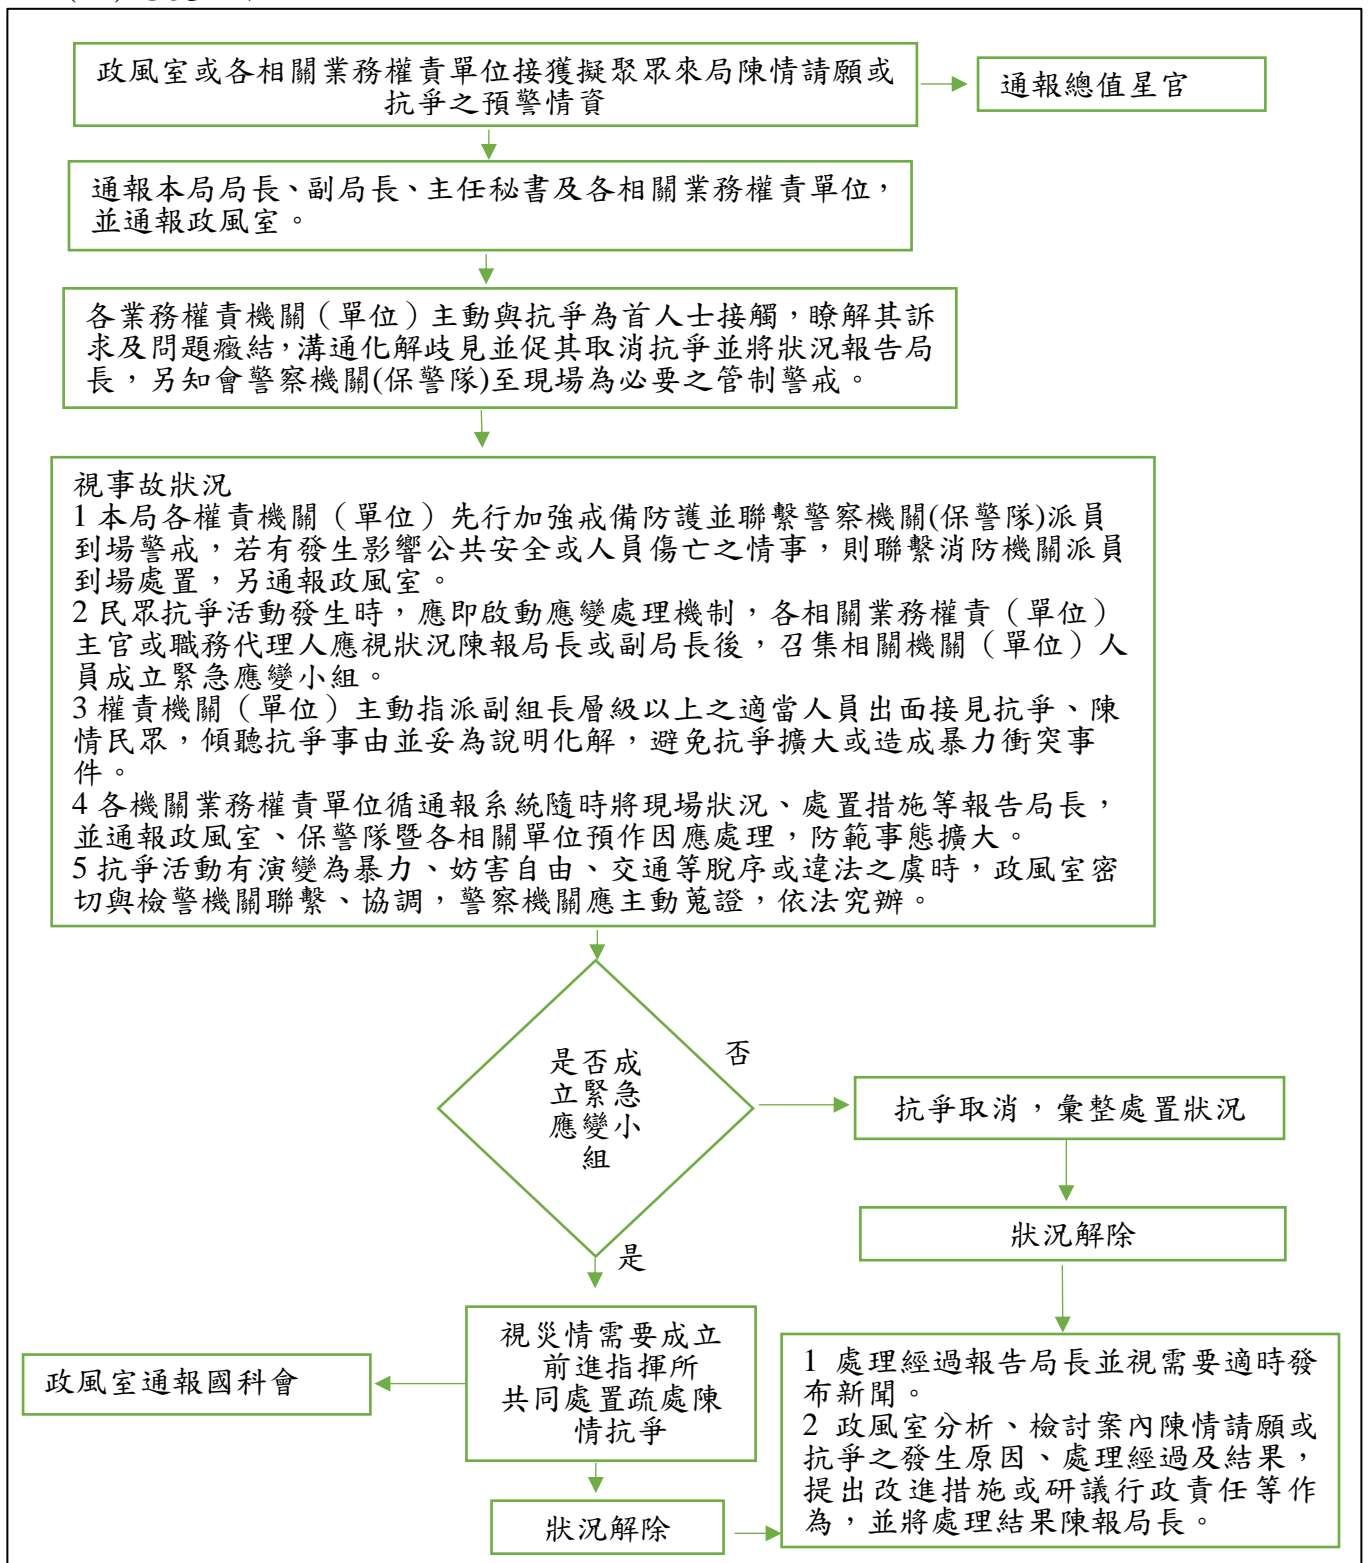 政風室或各相關業務權責單位接獲擬聚眾來局陳情請願或
抗爭之預警情資
通報總值星官
通報本局局長、副局長、主任秘書及各相關業務權責單位，
並通報政風室。
各業務權責機關（單位）主動與抗爭為首人士接觸，瞭解其訴
求及問題癥結，溝通化解歧見並促其取消抗爭並將狀況報告局
長，另知會警察機關(保警隊)至現場為必要之管制警戒。
視事故狀況
1 本局各權責機關（單位）先行加強戒備防護並聯繫警察機關(保警隊)派員
到場警戒，若有發生影響公共安全或人員傷亡之情事，則聯繫消防機關派員
到場處置，另通報政風室。
2 民眾抗爭活動發生時，應即啟動應變處理機制，各相關業務權責（單位）
主官或職務代理人應視狀況陳報局長或副局長後，召集相關機關（單位）人
員成立緊急應變小組。
3 權責機關（單位）主動指派副組長層級以上之適當人員出面接見抗爭、陳
情民眾，傾聽抗爭事由並妥為說明化解，避免抗爭擴大或造成暴力衝突事
件。
4 各機關業務權責單位循通報系統隨時將現場狀況、處置措施等報告局長，
並通報政風室、保警隊暨各相關單位預作因應處理，防範事態擴大。
5 抗爭活動有演變為暴力、妨害自由、交通等脫序或違法之虞時，政風室密
切與檢警機關聯繫、協調，警察機關應主動蒐證，依法究辦。
是否成
立緊急
應變小
組
否
抗爭取消，彙整處置狀況
狀況解除
是
視災情需要成立
前進指揮所
共同處置疏處陳
情抗爭
政風室通報國科會
狀況解除
1 處理經過報告局長並視需要適時發
布新聞。
2 政風室分析、檢討案內陳情請願或
抗爭之發生原因、處理經過及結果，
提出改進措施或研議行政責任等作
為，並將處理結果陳報局長。